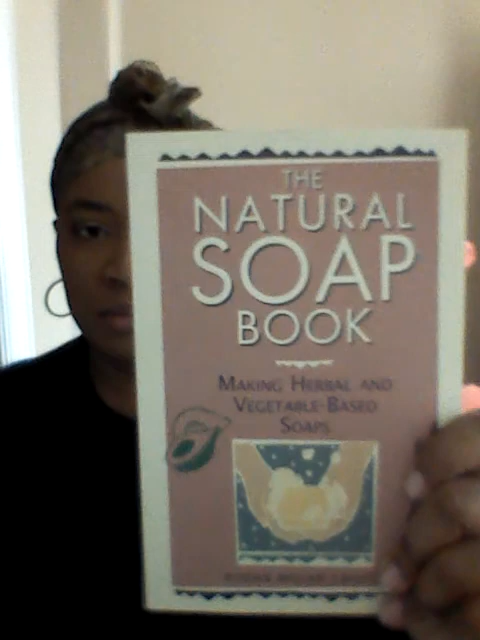 THE
NATURAL
SOAP
BOOK
MAKING HERBAL AND
VEGETABLE-BASED
SOAPS